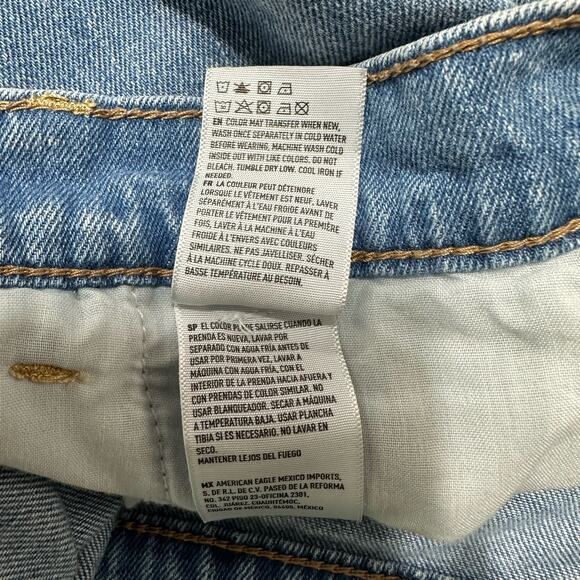 EN COLOR MAY TRANSFER WHEN NEW,
WASH ONCE SEPARATELY IN COLD WATER
BEFORE WEARING, MACHINE WASH COLD
INSIDE OUT WITH LIKE COLORS. DO NOT
BLEACH. TUMBLE DRY LOW. COOL IRON IF
NEEDED.
FR LA COULEUR PEUT DÉTEINDRE
LORSQUE LE VÊTEMENT EST NEUF, LAVER
SÉPARÉMENT À L'EAU FROIDE AVANT DE
PORTER LE VÊTEMENT POUR LA PREMIÈRE
FOIS, LAVER À LA MACHINE À L'EAU
FROIDE À L'ENVERS AVEC COULEURS
SIMILAIRES. NE PAS JAVELLISER. SÉCHER
À LA MACHINE CYCLE DOUX. REPASSER À
BASSE TEMPÉRATURE AU BESOIN.
SP EL COLOR PUEDE SALIRSE CUANDO LA
PRENDA ES NUEVA, LAVAR POR
SEPARADO CON AGUA FRÍA ANTES DE
USAR POR PRIMERA VEZ, LAVAR A
MÁQUINA CON AGUA FRÍA, CON EL
INTERIOR DE LA PRENDA HACIA AFUERA Y
CON PRENDAS DE COLOR SIMILAR. NO
USAR BLANQUEADOR. SECAR A MÁQUINA
A TEMPERATURA BAJA. USAR PLANCHA
TIBIA SI ES NECESARIO. NO LAVAR EN
SECO.
MANTENER LEJOS DEL FUEGO
MX AMERICAN EAGLE MEXICO IMPORTS,
S. DE R.L. DE C.V. PASEO DE LA REFORMA
NO. 342 PISO 23-OFICINA 2301,
COL. JUÁREZ, CUAUHTÉMOC,
CIUDAD DE MÉXICO, 06600, MÉXICO